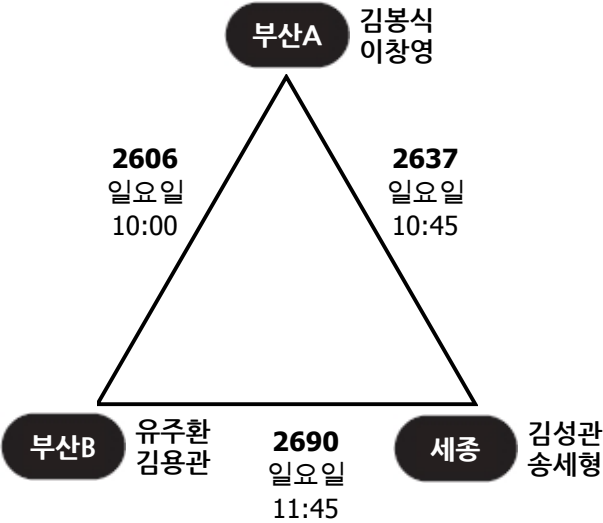 부산A
김봉식
이창영
2606
일요일
10:00
2637
일요일
10:45
부산B
유주환
김용관
2690
일요일
11:45
세종
김성관
송세형